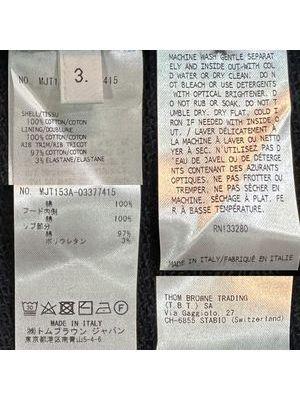 3.
NO. MJT1 415
SHELL/TISSU
100% COTTON/COTON
LINING/DOUBLURE
100% COTTON/COTON
RIB TRIM/RIB TRICOT
97% COTTON/COTON
3% ELASTANE/ELASTANE
NO. MJT153A-03377415
綿 100%
フード内側
綿 100%
リブ部分
綿 97%
ポリウレタン 3%
MADE IN ITALY
㈱トムブラウン ジャパン
東京都港区南青山5-4-6
MACHINE WASH GENTLE SEPARAT
ELY AND INSIDE OUT-WITH COL
D WATER OR DRY CLEAN. DO N
OT BLEACH OR USE DETERGENTS
WITH OPTICAL BRIGHTENER. D
O NOT RUB OR SOAK. DO NOT
TUMBLE DRY. DRY FLAT. COOL I
RON IF NEEDED WITH INSIDE O
UT. / LAVER DÉLICATEMENT À
LA MACHINE À LAVER OU NETTO
YAGE À SEC. N'UTILISEZ PAS D
'EAU DE JAVEL OU DE DÉTERGE
NTS CONTENANT DES AZURANTS
OPTIQUES. NE PAS FROTTER OU
TREMPER. NE PAS SÉCHER EN
MACHINE. SÉCHAGE À PLAT. FE
R À BASSE TEMPÉRATURE.
RN133280
MADE IN ITALY/FABRIQUÉ EN ITALIE
THOM BROWNE TRADING
(T.B.T.) SA
Via Gaggiolo, 27
CH-6855 STABIO (Switzerland)